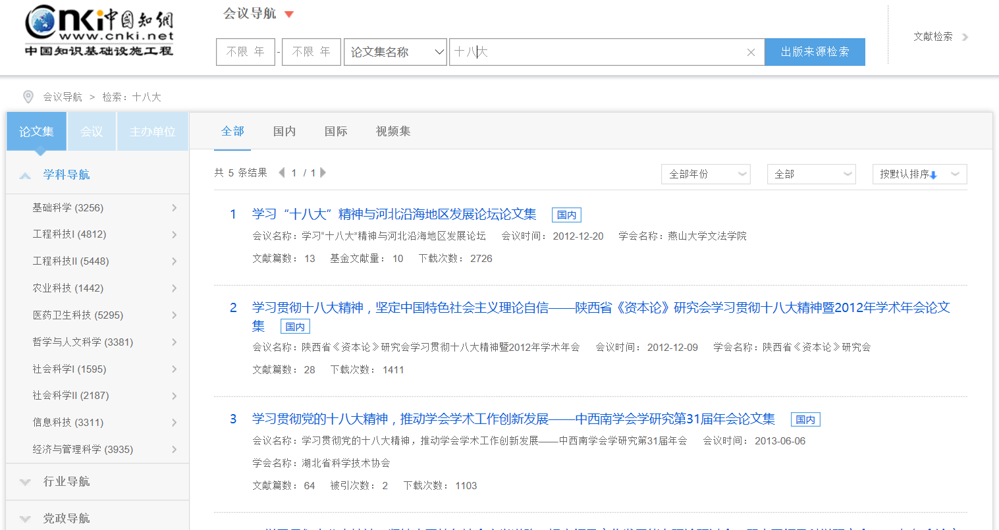 中国知网
www.cnki.net
中国知识基础设施工程
会议导航
不限 年 - 不限 年 论文集名称 十八大 × 出版来源检索
文献检索
会议导航 > 检索：十八大
论文集 会议 主办单位
全部 国内 国际 视频集
学科导航
基础科学 (3256)
工程科技I (4812)
工程科技II (5448)
农业科技 (1442)
医药卫生科技 (5295)
哲学与人文科学 (3381)
社会科学I (1595)
社会科学II (2187)
信息科技 (3311)
经济与管理科学 (3935)
行业导航
党政导航
共 5 条结果 1 / 1
全部年份 全部 按默认排序
1 学习“十八大”精神与河北沿海地区发展论坛论文集 国内
会议名称：学习“十八大”精神与河北沿海地区发展论坛 会议时间： 2012-12-20 学会名称：燕山大学文法学院
文献篇数： 13 基金文献量： 10 下载次数： 2726
2 学习贯彻十八大精神，坚定中国特色社会主义理论自信——陕西省《资本论》研究会学习贯彻十八大精神暨2012年学术年会论文
集 国内
会议名称：陕西省《资本论》研究会学习贯彻十八大精神暨2012年学术年会 会议时间： 2012-12-09 学会名称：陕西省《资本论》研究会
文献篇数： 28 下载次数： 1411
3 学习贯彻党的十八大精神，推动学会学术工作创新发展——中西南学会学研究第31届年会论文集 国内
会议名称：学习贯彻党的十八大精神，推动学会学术工作创新发展——中西南学会学研究第31届年会 会议时间： 2013-06-06
学会名称：湖北省科学技术协会
文献篇数： 64 被引次数： 2 下载次数： 1103